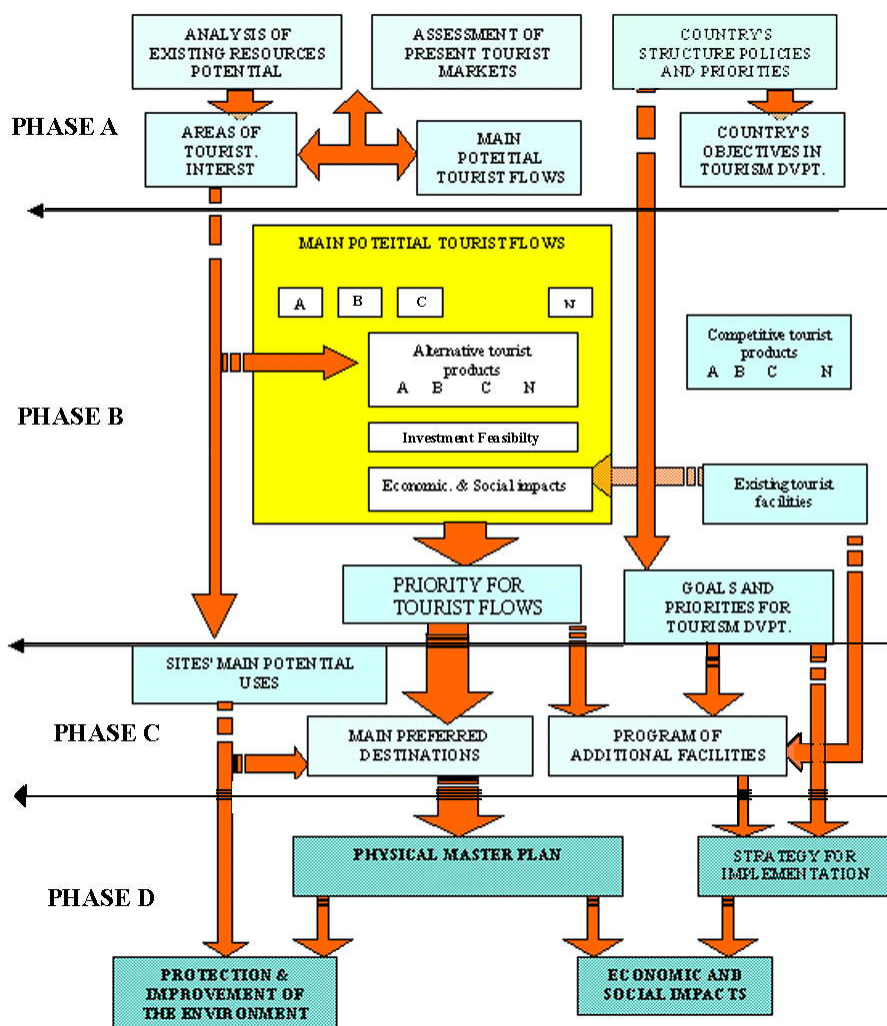 ANALYSIS OF
EXISTING RESOURCES
POTENTIAL
ASSESSMENT OF
PRESENT TOURIST
MARKETS
COUNTRY'S
STRUCTURE POLICIES
AND PRIORITIES
PHASE A
AREAS OF
TOURIST.
INTERST
MAIN
POTEITIAL
TOURIST FLOWS
COUNTRY'S
OBJECTIVES IN
TOURISM DVPT.
MAIN POTEITIAL TOURIST FLOWS
A B C N
Alternative tourist
products
A B C N
Competitive tourist
products
A B C N
PHASE B
Investment Feasibilty
Economic. & Social impacts
Existing tourist
facilities
PRIORITY FOR
TOURIST FLOWS
GOALS AND
PRIORITIES FOR
TOURISM DVPT.
SITES' MAIN POTENTIAL
USES
PHASE C
MAIN PREFERRED
DESTINATIONS
PROGRAM OF
ADDITIONAL FACILITIES
PHYSICAL MASTER PLAN
STRATEGY FOR
IMPLEMENTATION
PHASE D
PROTECTION &
IMPROVEMENT OF
THE ENVIRONMENT
ECONOMIC AND
SOCIAL IMPACTS